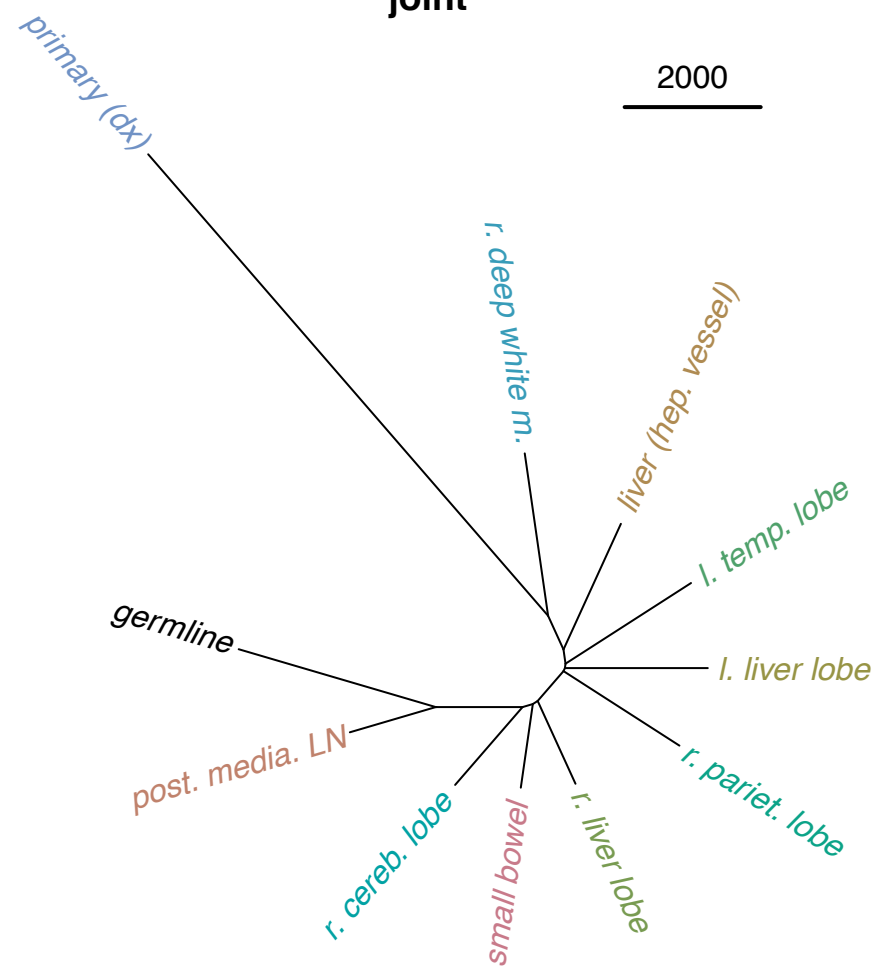 joint
primary (dx)
2000
r. deep white m.
liver (hep. vessel)
l. temp. lobe
germline
l. liver lobe
post. media. LN
r. pariet. lobe
r. cereb. lobe
small bowel
r. liver lobe